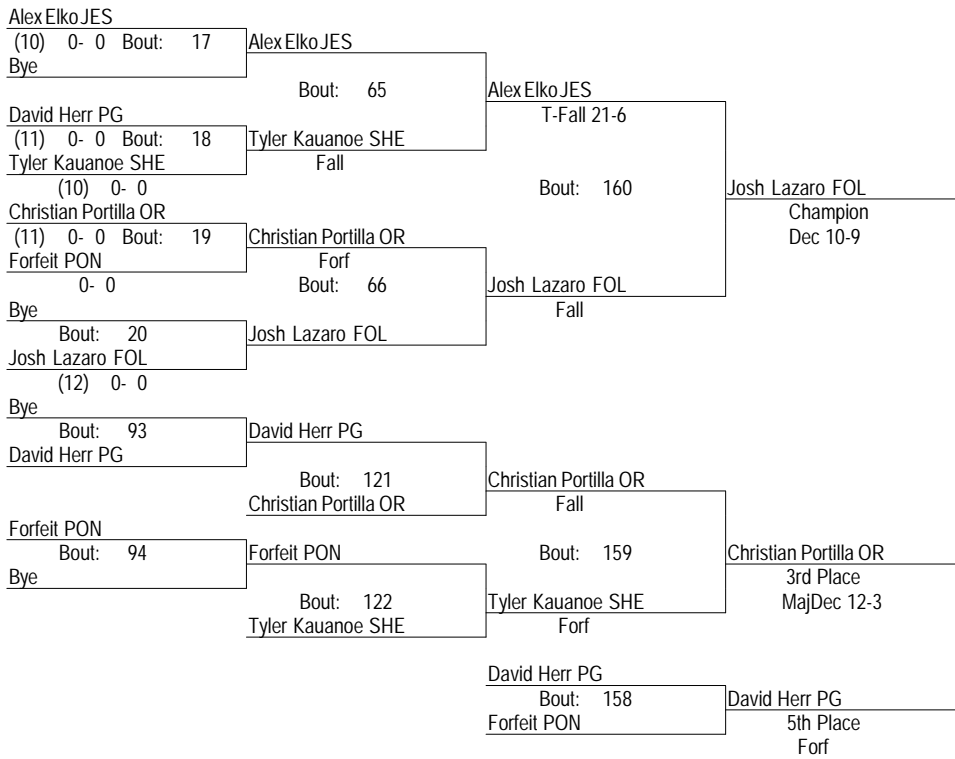 Alex Elko JES
(10) 0- 0 Bout: 17 Alex Elko JES
Bye
Bout: 65 Alex Elko JES
David Herr PG T-Fall 21-6
(11) 0- 0 Bout: 18 Tyler Kauanoe SHE
Tyler Kauanoe SHE Fall
(10) 0- 0 Bout: 160 Josh Lazaro FOL
Christian Portilla OR Champion
(11) 0- 0 Bout: 19 Christian Portilla OR Dec 10-9
Forfeit PON Forf
0- 0 Bout: 66 Josh Lazaro FOL
Bye Fall
Bout: 20 Josh Lazaro FOL
Josh Lazaro FOL
(12) 0- 0
Bye
Bout: 93 David Herr PG
David Herr PG
Bout: 121 Christian Portilla OR
Christian Portilla OR Fall
Forfeit PON
Bout: 94 Forfeit PON Bout: 159 Christian Portilla OR
Bye 3rd Place
Bout: 122 Tyler Kauanoe SHE MajDec 12-3
Tyler Kauanoe SHE Forf
David Herr PG
Bout: 158 David Herr PG
Forfeit PON 5th Place
Forf